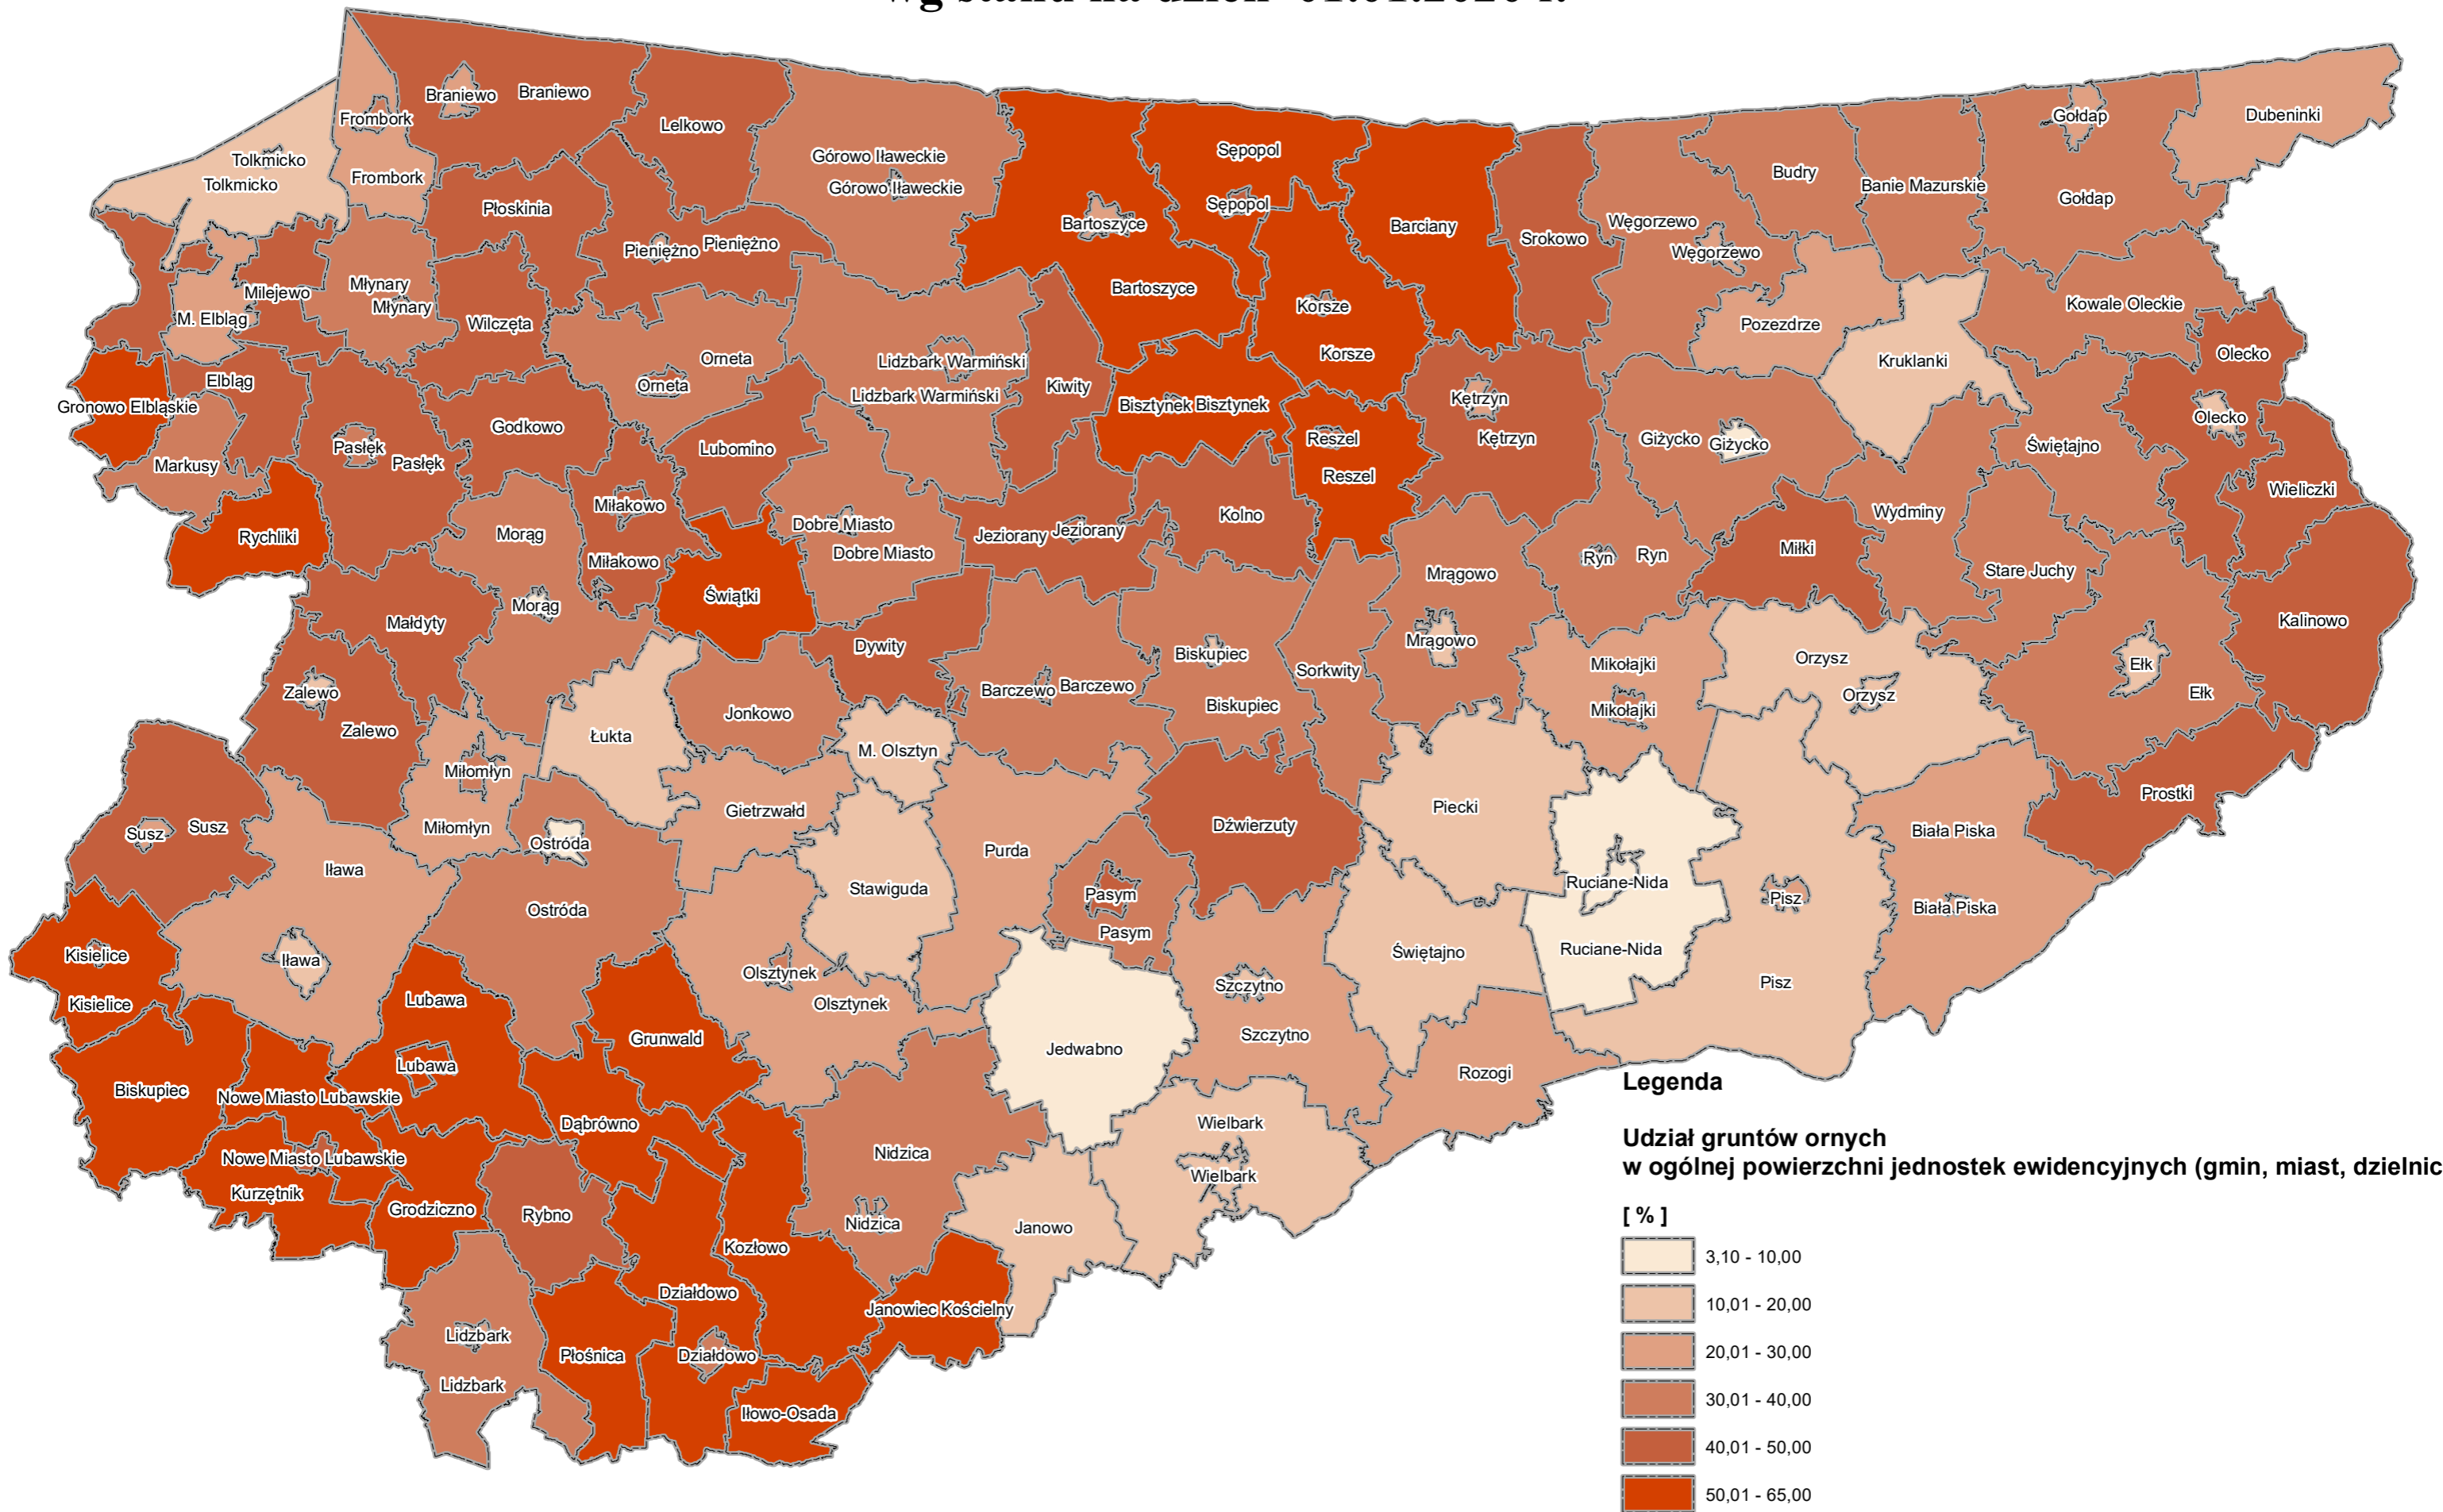 wg stanu na dzień 01.01.2020 r.
Braniewo
Braniewo
Lelkowo
Frombork
Tolkmicko
Tolkmicko
Frombork
Górowo Iławeckie
Górowo Iławeckie
Sępopol
Sępopol
Bartoszyce
Barciany
Srokowo
Węgorzewo
Węgorzewo
Budry
Banie Mazurskie
Gołdap
Gołdap
Dubeninki
Płoskinia
Pieniężno
Pieniężno
Milejewo
Młynary
Młynary
M. Elbląg
Wilczęta
Bartoszyce
Korsze
Korsze
Pozezdrze
Kruklanki
Kowale Oleckie
Olecko
Orneta
Orneta
Lidzbark Warmiński
Lidzbark Warmiński
Kiwity
Elbląg
Gronowo Elbląskie
Markusy
Pasłęk
Pasłęk
Godkowo
Lubomino
Bisztynek
Bisztynek
Reszel
Reszel
Kętrzyn
Kętrzyn
Giżycko
Giżycko
Świętajno
Olecko
Wieliczki
Rychliki
Morąg
Morąg
Miłakowo
Miłakowo
Dobre Miasto
Dobre Miasto
Jeziorany
Jeziorany
Kolno
Mrągowo
Mrągowo
Ryn
Ryn
Miłki
Wydminy
Stare Juchy
Kalinowo
Małdyty
Świątki
Dywity
Barczewo
Barczewo
Biskupiec
Biskupiec
Sorkwity
Mikołajki
Mikołajki
Orzysz
Orzysz
Ełk
Ełk
Zalewo
Zalewo
Łukta
Jonkowo
M. Olsztyn
Miłomłyn
Miłomłyn
Susz
Susz
Iława
Iława
Ostróda
Ostróda
Gietrzwałd
Stawiguda
Purda
Dźwierzuty
Pasym
Pasym
Piecki
Ruciane-Nida
Ruciane-Nida
Pisz
Pisz
Biała Piska
Biała Piska
Prostki
Kisielice
Kisielice
Lubawa
Lubawa
Grunwald
Olsztynek
Olsztynek
Jedwabno
Szczytno
Szczytno
Świętajno
Rozogi
Biskupiec
Nowe Miasto Lubawskie
Nowe Miasto Lubawskie
Kurzętnik
Grodziczno
Dąbrówno
Rybno
Nidzica
Nidzica
Wielbark
Wielbark
Janowo
Kozłowo
Działdowo
Działdowo
Janowiec Kościelny
Lidzbark
Lidzbark
Płośnica
Iłowo-Osada
Legenda
Udział gruntów ornych
w ogólnej powierzchni jednostek ewidencyjnych (gmin, miast, dzielnic
[ % ]
3,10 - 10,00
10,01 - 20,00
20,01 - 30,00
30,01 - 40,00
40,01 - 50,00
50,01 - 65,00